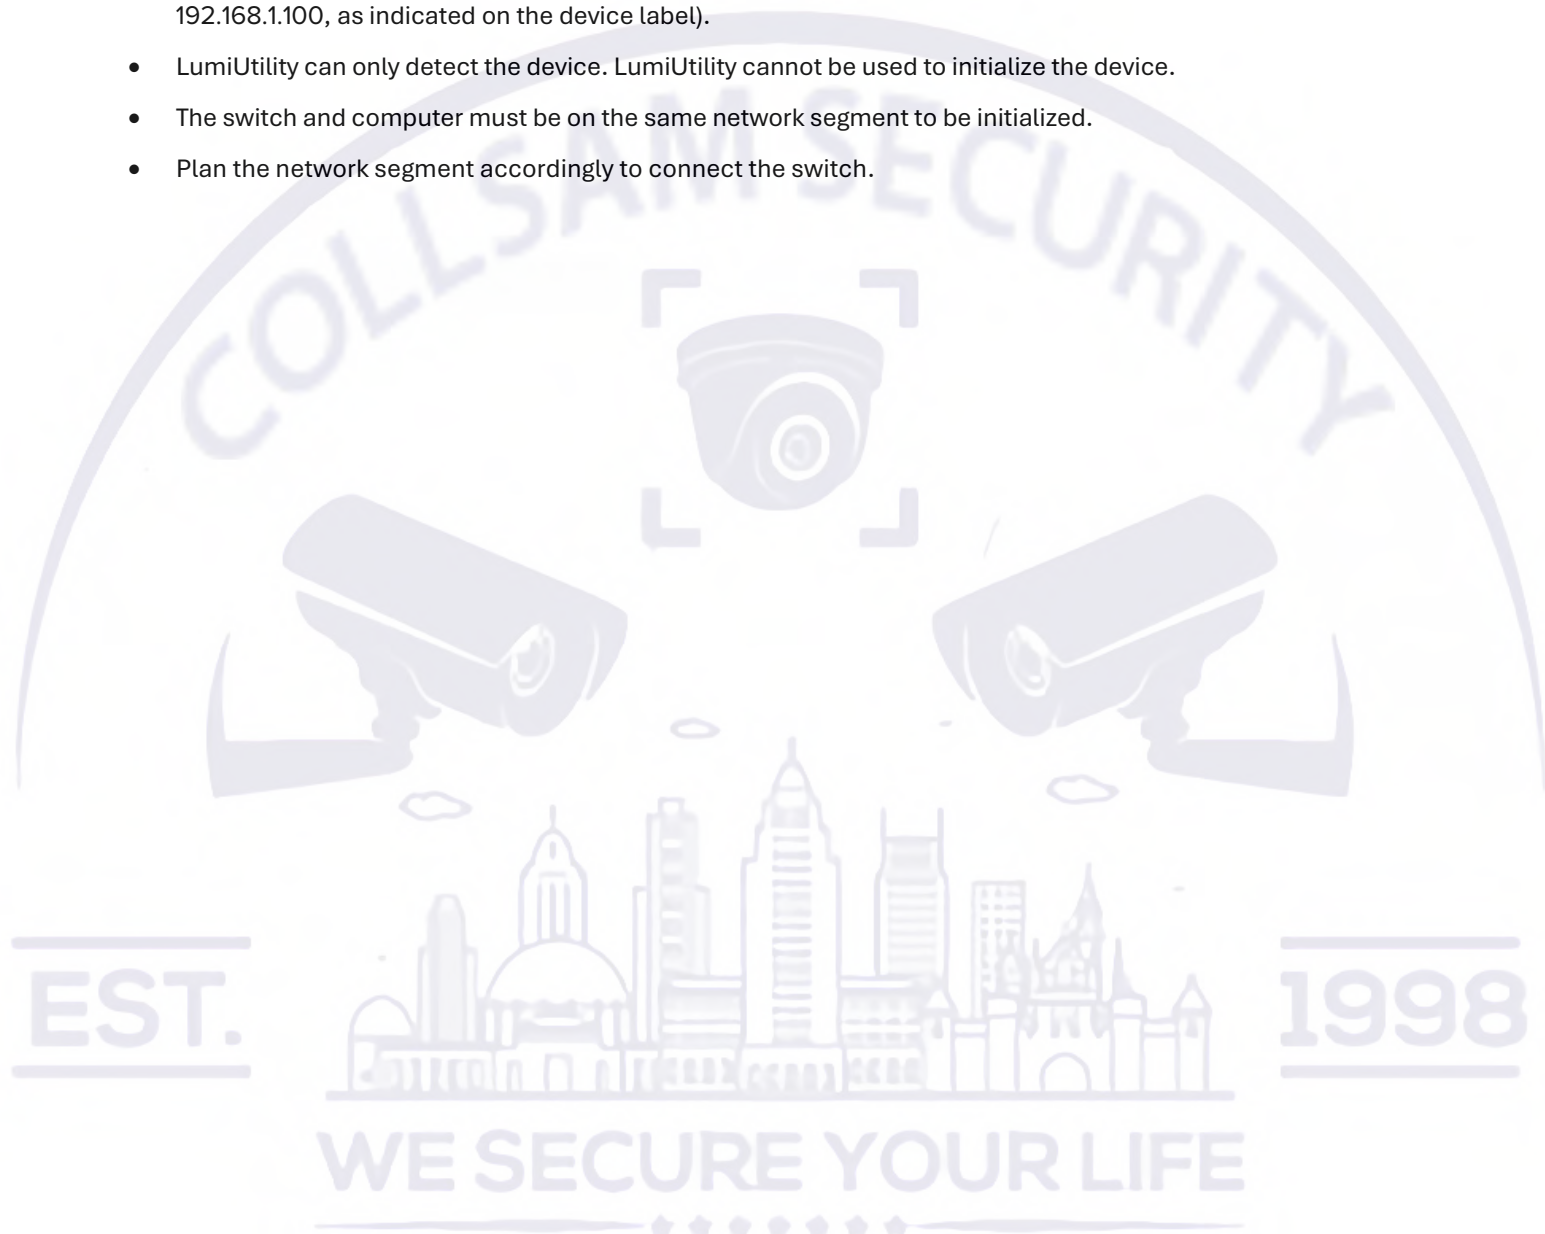 192.168.1.100, as indicated on the device label).
• LumiUtility can only detect the device. LumiUtility cannot be used to initialize the device.
• The switch and computer must be on the same network segment to be initialized.
• Plan the network segment accordingly to connect the switch.
COLLSAM SECURITY
EST.
1998
WE SECURE YOUR LIFE